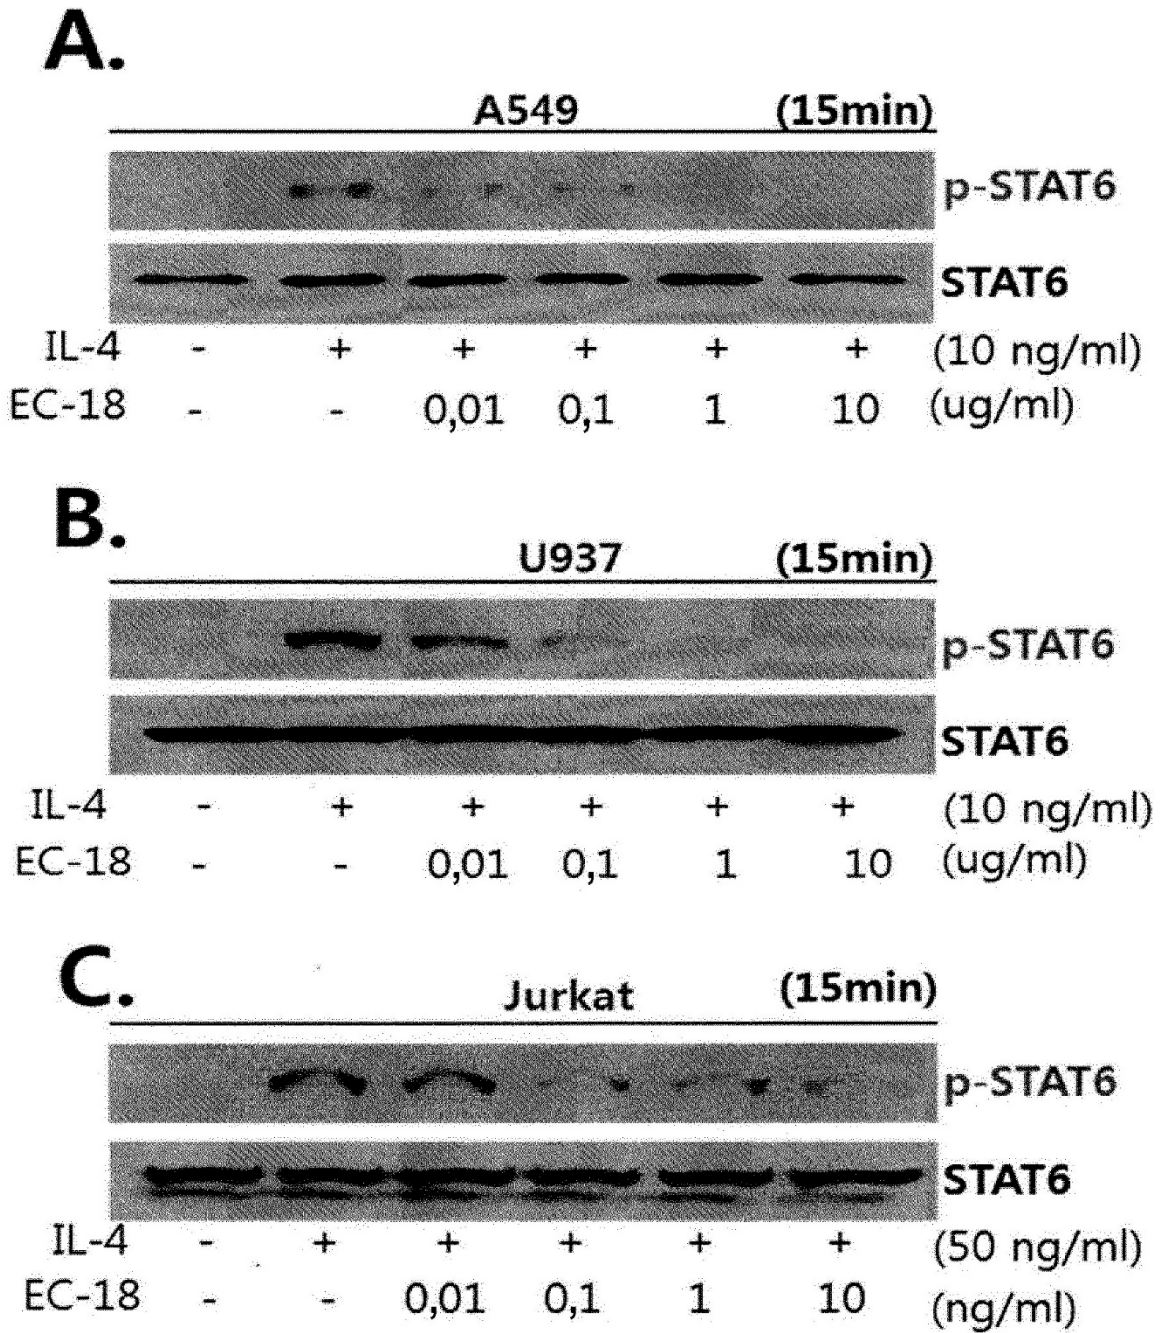 A.
A549 (15min)
p-STAT6
STAT6
IL-4 - + + + + + (10 ng/ml)
EC-18 - - 0,01 0,1 1 10 (ug/ml)
B.
U937 (15min)
p-STAT6
STAT6
IL-4 - + + + + + (10 ng/ml)
EC-18 - - 0,01 0,1 1 10 (ug/ml)
C.
Jurkat (15min)
p-STAT6
STAT6
IL-4 - + + + + + (50 ng/ml)
EC-18 - - 0,01 0,1 1 10 (ng/ml)